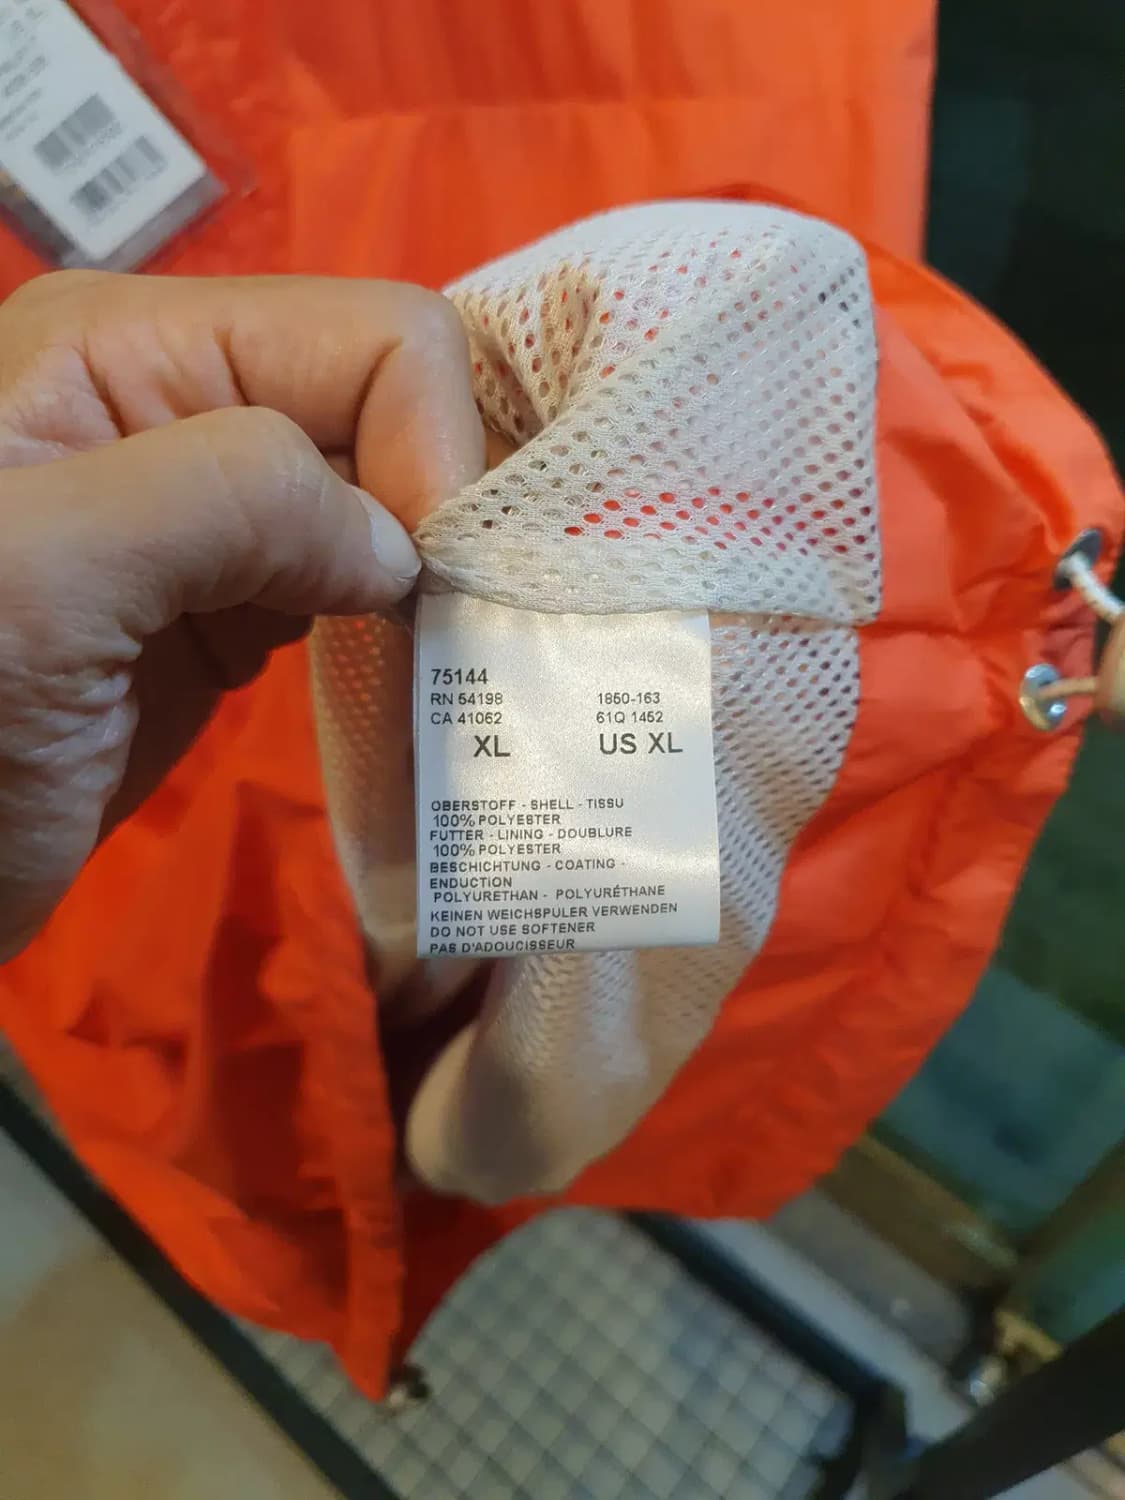 75144
RN 54198 1850-163
CA 41062 61Q 1452
XL US XL
OBERSTOFF - SHELL - TISSU
100% POLYESTER
FUTTER - LINING - DOUBLURE
100% POLYESTER
BESCHICHTUNG - COATING -
ENDUCTION
POLYURETHAN - POLYURÉTHANE
KEINEN WEICHSPULER VERWENDEN
DO NOT USE SOFTENER
PAS D'ADOUCISSEUR